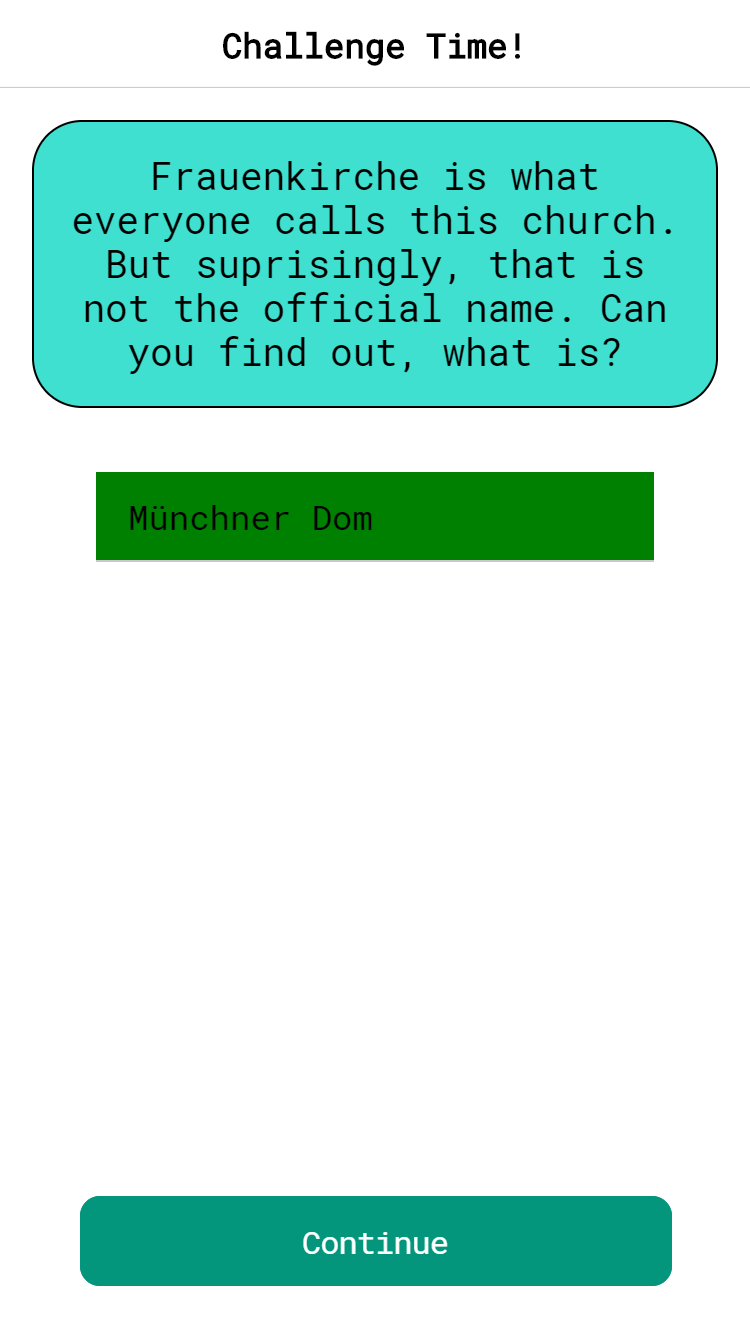 Challenge Time!
Frauenkirche is what
everyone calls this church.
But suprisingly, that is
not the official name. Can
you find out, what is?
Münchner Dom
Continue